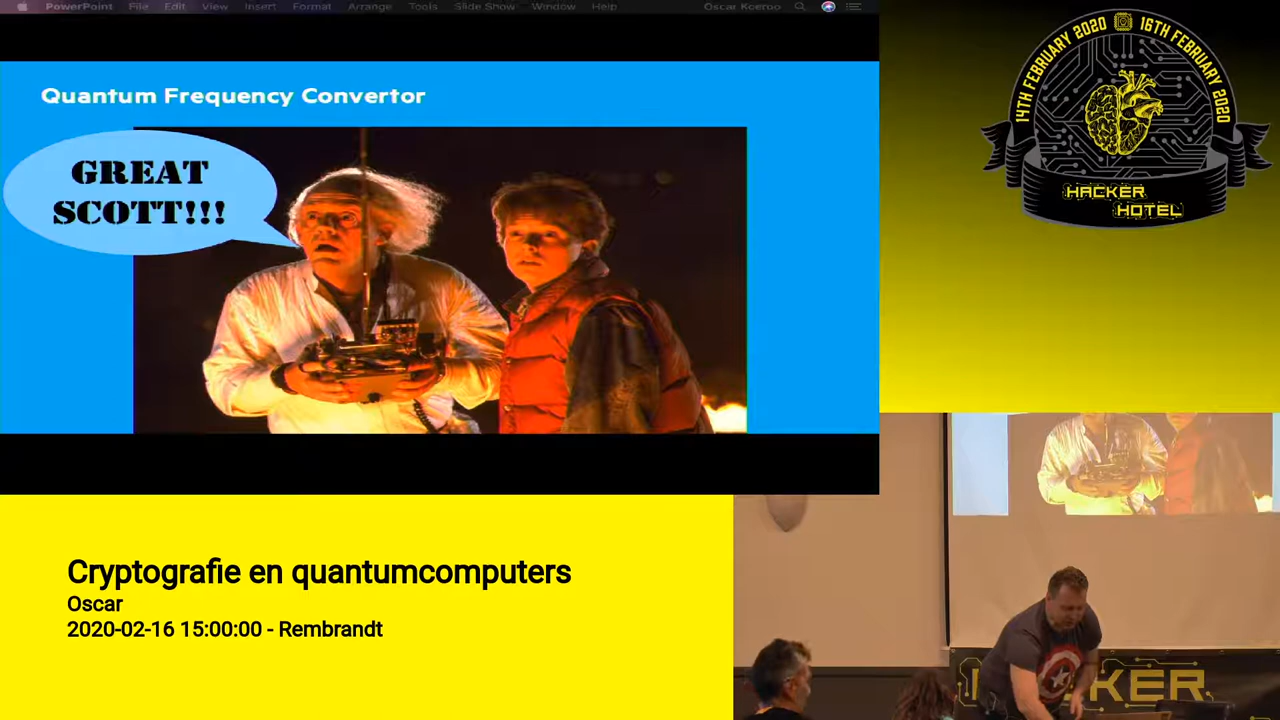 PowerPoint File Edit View Insert Format Arrange Tools Slide Show Window Help Oscar Koeroo
Quantum Frequency Convertor
GREAT
SCOTT!!!
14TH FEBRUARY 2020 16TH FEBRUARY 2020
HACKER
HOTEL
Cryptografie en quantumcomputers
Oscar
2020-02-16 15:00:00 - Rembrandt
KER